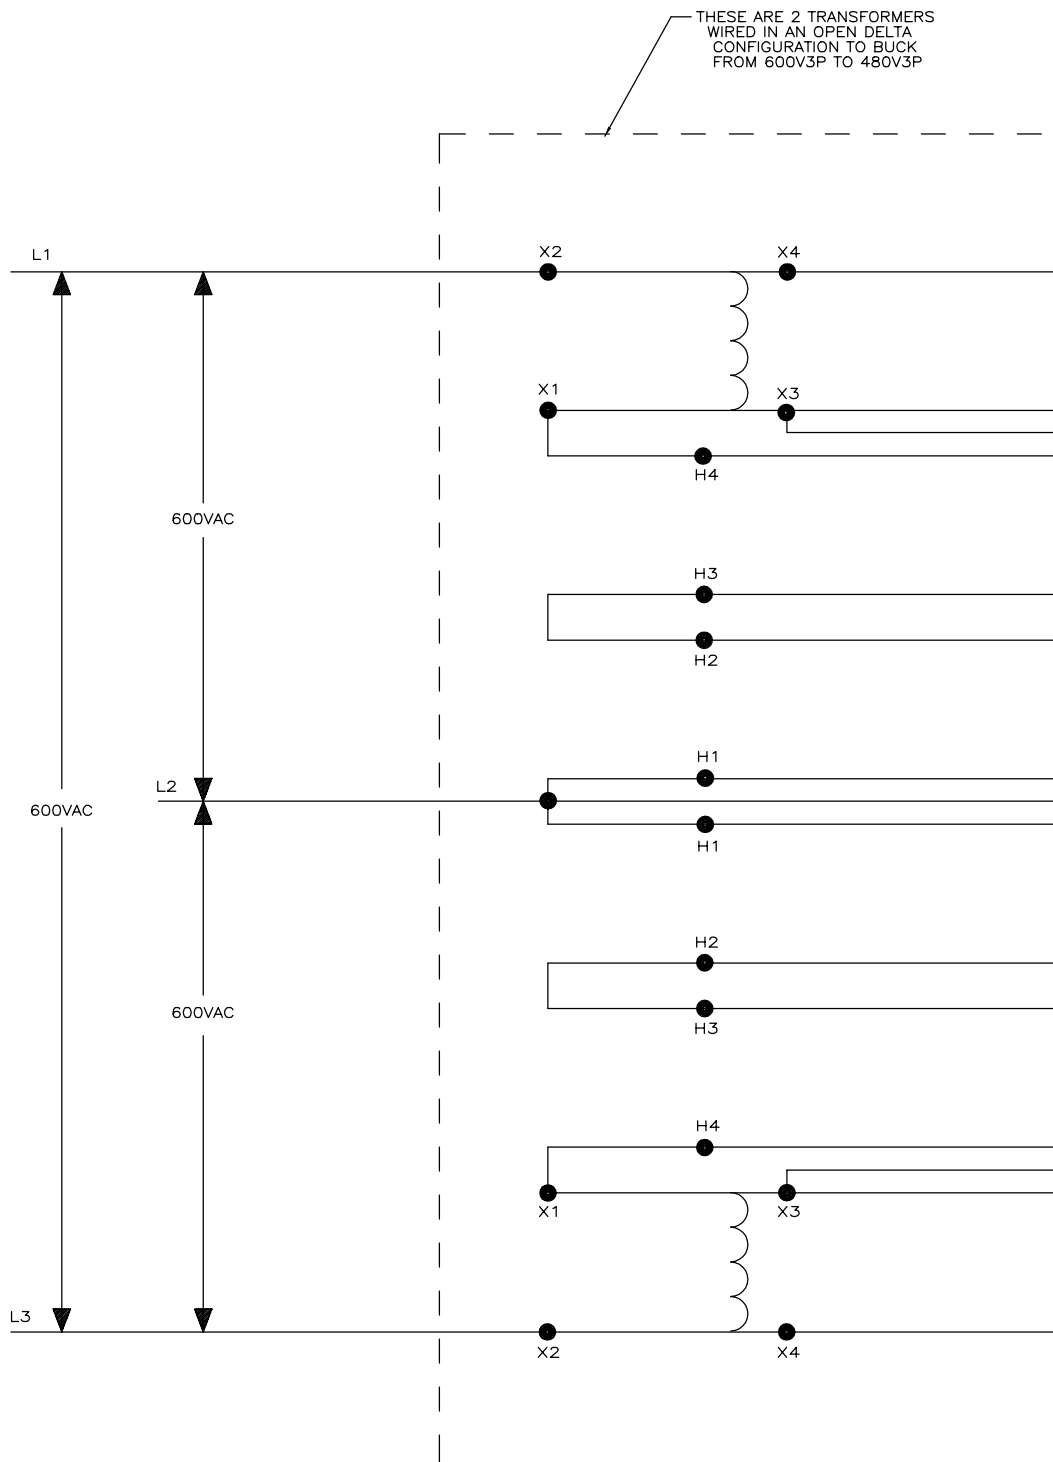 THESE ARE 2 TRANSFORMERS
WIRED IN AN OPEN DELTA
CONFIGURATION TO BUCK
FROM 600V3P TO 480V3P
L1
X2
X4
X1
X3
H4
600VAC
H3
H2
H1
L2
600VAC
H1
H2
600VAC
H3
H4
X1
X3
L3
X2
X4